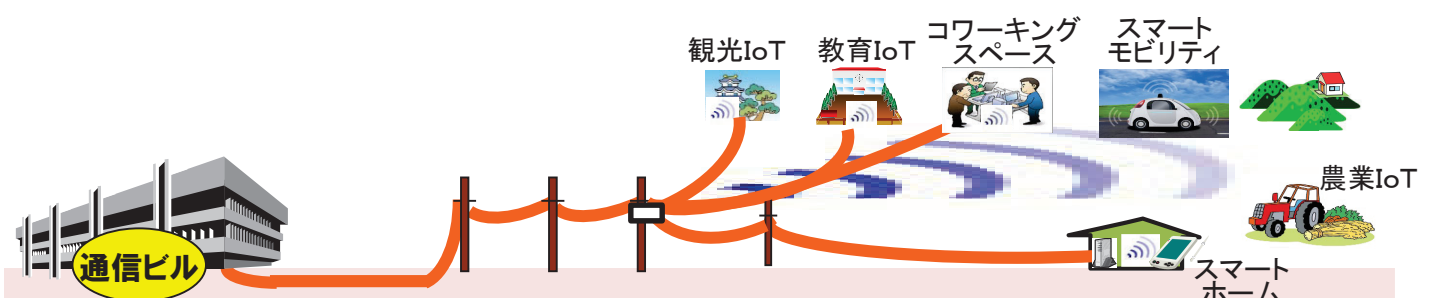 観光IoT
教育IoT
コワーキング
スペース
スマート
モビリティ
農業IoT
通信ビル
スマート
ホーム